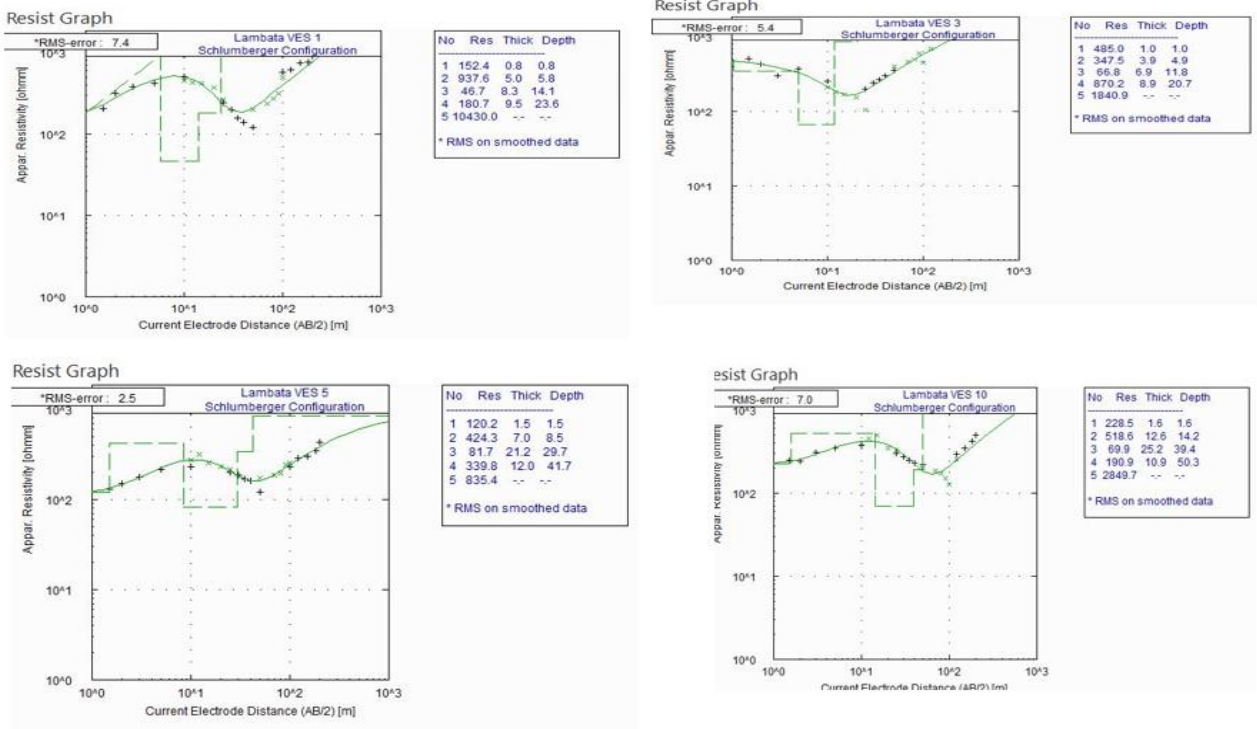 Resist Graph
*RMS-error : 7.4
Lambata VES 1
Schlumberger Configuration
10^3
10^2
10^1
10^0
Appar. Resistivity [ohmm]
10^0 10^1 10^2 10^3
Current Electrode Distance (AB/2) [m]
No Res Thick Depth
1 152.4 0.8 0.8
2 937.6 5.0 5.8
3 46.7 8.3 14.1
4 180.7 9.5 23.6
5 10430.0 -.- -.-
* RMS on smoothed data
Resist Graph
*RMS-error : 5.4
Lambata VES 3
Schlumberger Configuration
10^3
10^2
10^1
10^0
Appar. Resistivity [ohmm]
10^0 10^1 10^2 10^3
Current Electrode Distance (AB/2) [m]
No Res Thick Depth
1 485.0 1.0 1.0
2 347.5 3.9 4.9
3 66.8 6.9 11.8
4 870.2 8.9 20.7
5 1840.9 -.- -.-
* RMS on smoothed data
Resist Graph
*RMS-error : 2.5
Lambata VES 5
Schlumberger Configuration
10^3
10^2
10^1
10^0
Appar. Resistivity [ohmm]
10^0 10^1 10^2 10^3
Current Electrode Distance (AB/2) [m]
No Res Thick Depth
1 120.2 1.5 1.5
2 424.3 7.0 8.5
3 81.7 21.2 29.7
4 339.8 12.0 41.7
5 835.4 -.- -.-
* RMS on smoothed data
esist Graph
*RMS-error : 7.0
Lambata VES 10
Schlumberger Configuration
10^3
10^2
10^1
10^0
Appar. Resistivity [ohmm]
10^0 10^1 10^2 10^3
Current Electrode Distance (AB/2) [m]
No Res Thick Depth
1 228.5 1.6 1.6
2 518.6 12.6 14.2
3 69.9 25.2 39.4
4 190.9 10.9 50.3
5 2849.7 -.- -.-
* RMS on smoothed data